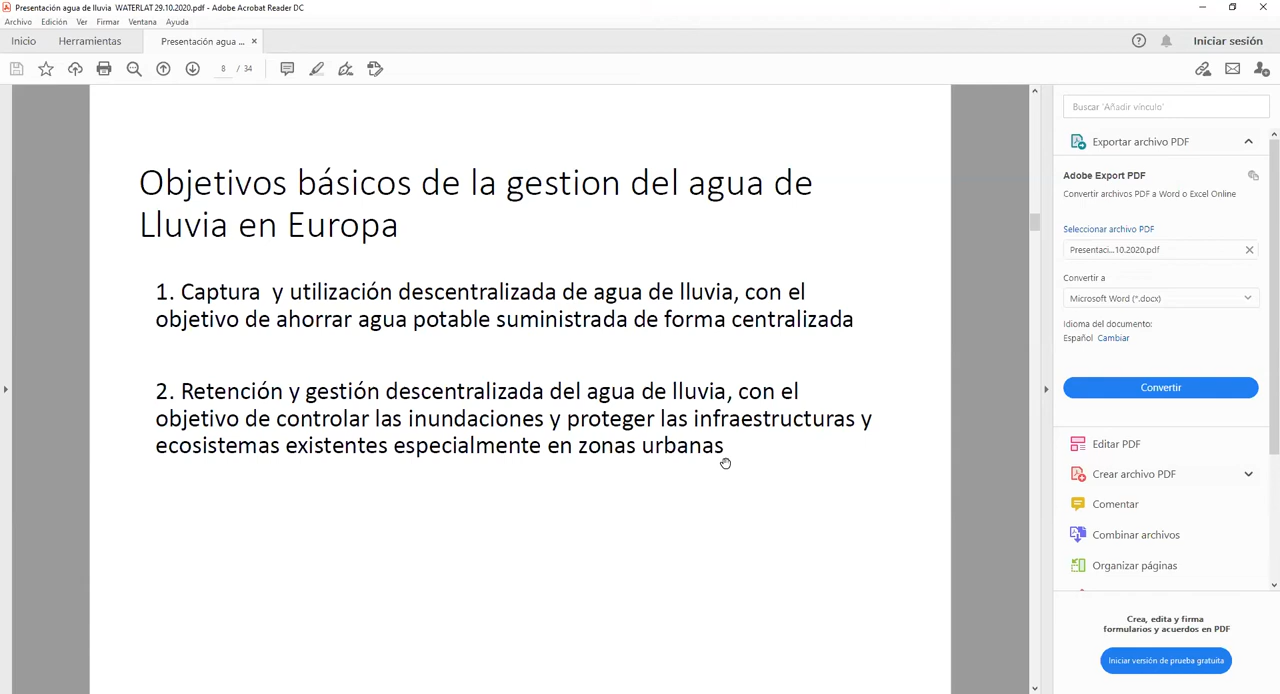 Presentación agua de lluvia  WATERLAT 29.10.2020.pdf - Adobe Acrobat Reader DC
Archivo Edición Ver Firmar Ventana Ayuda
Inicio Herramientas Presentación agua ... × Iniciar sesión
8 / 34
Objetivos básicos de la gestion del agua de
Lluvia en Europa
1. Captura  y utilización descentralizada de agua de lluvia, con el
objetivo de ahorrar agua potable suministrada de forma centralizada
2. Retención y gestión descentralizada del agua de lluvia, con el
objetivo de controlar las inundaciones y proteger las infraestructuras y
ecosistemas existentes especialmente en zonas urbanas
Buscar 'Añadir vínculo'
Exportar archivo PDF
Adobe Export PDF
Convertir archivos PDF a Word o Excel Online
Seleccionar archivo PDF
Presentaci...10.2020.pdf
Convertir a
Microsoft Word (*.docx)
Idioma del documento:
Español Cambiar
Convertir
Editar PDF
Crear archivo PDF
Comentar
Combinar archivos
Organizar páginas
Crea, edita y firma
formularios y acuerdos en PDF
Iniciar versión de prueba gratuita